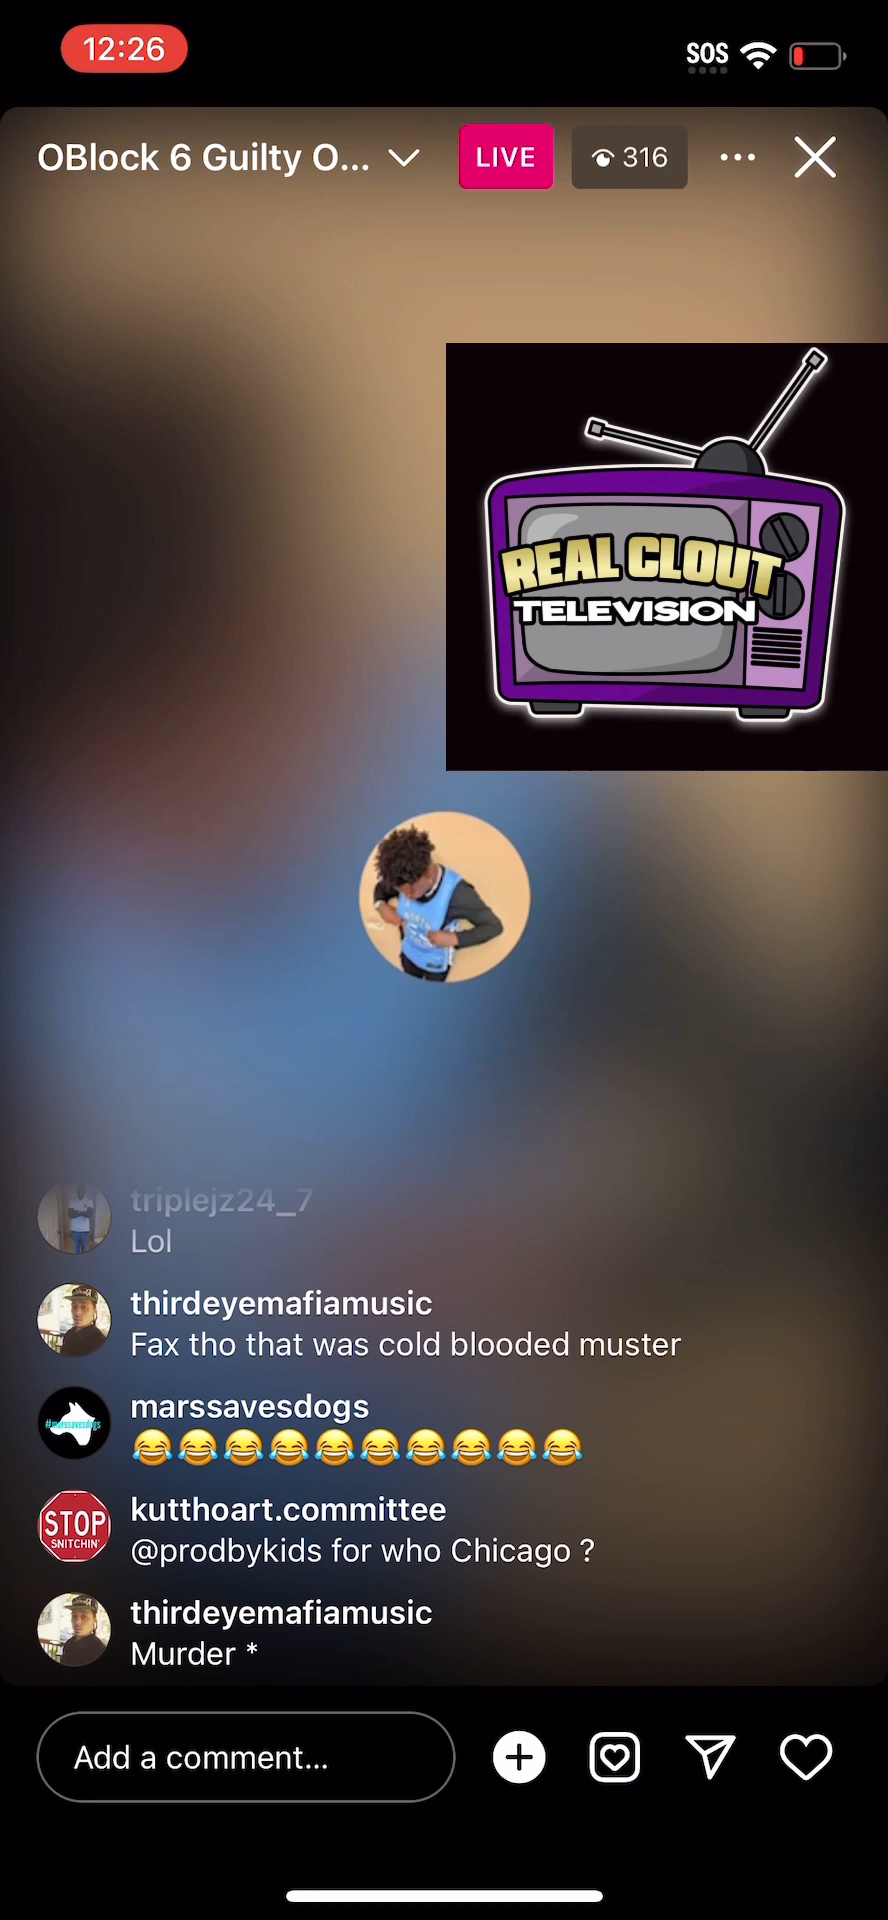 12:26
SOS
OBlock 6 Guilty O...
LIVE
316
REAL CLOUT
TELEVISION
triplejz24_7
Lol
thirdeyemafiamusic
Fax tho that was cold blooded muster
#marssavesdogs
marssavesdogs
😂😂😂😂😂😂😂😂😂😂
STOP
SNITCHIN'
kutthoart.committee
@prodbykids for who Chicago ?
thirdeyemafiamusic
Murder *
Add a comment...